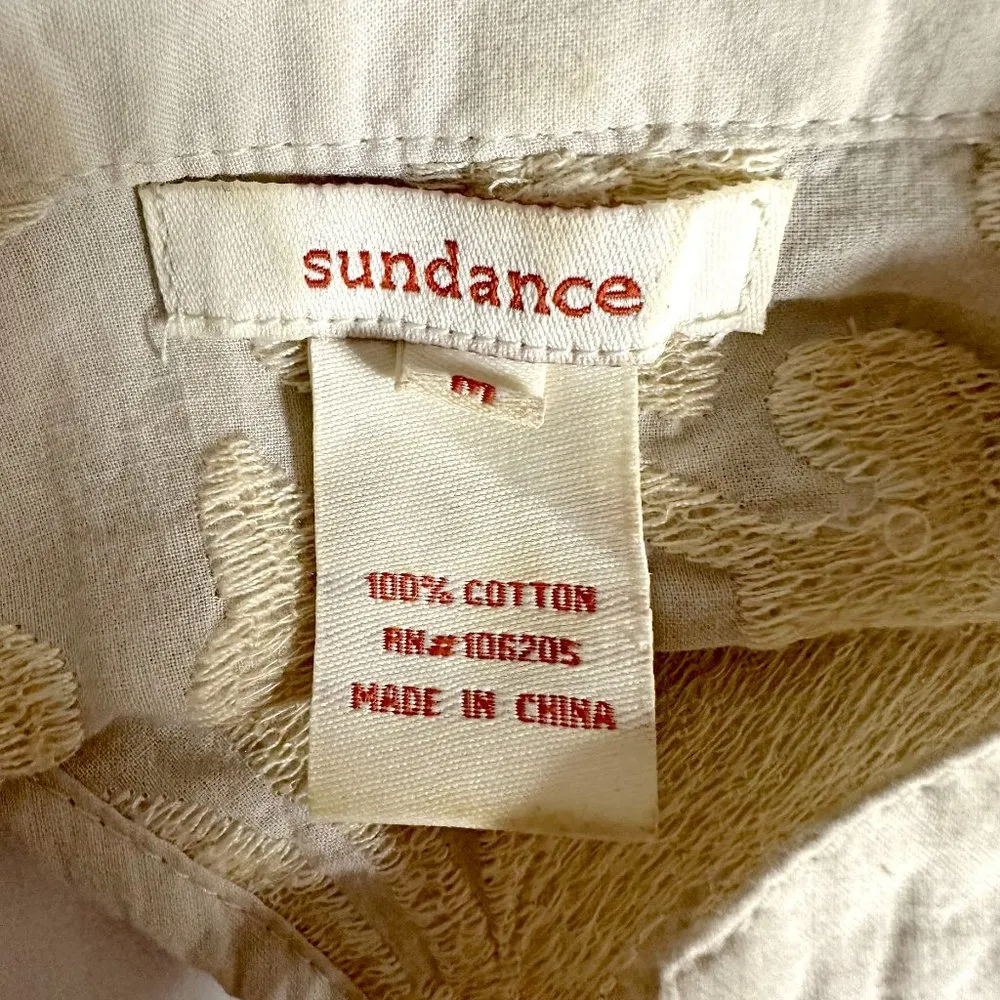 sundance
m
100% COTTON
RN#106205
MADE IN CHINA